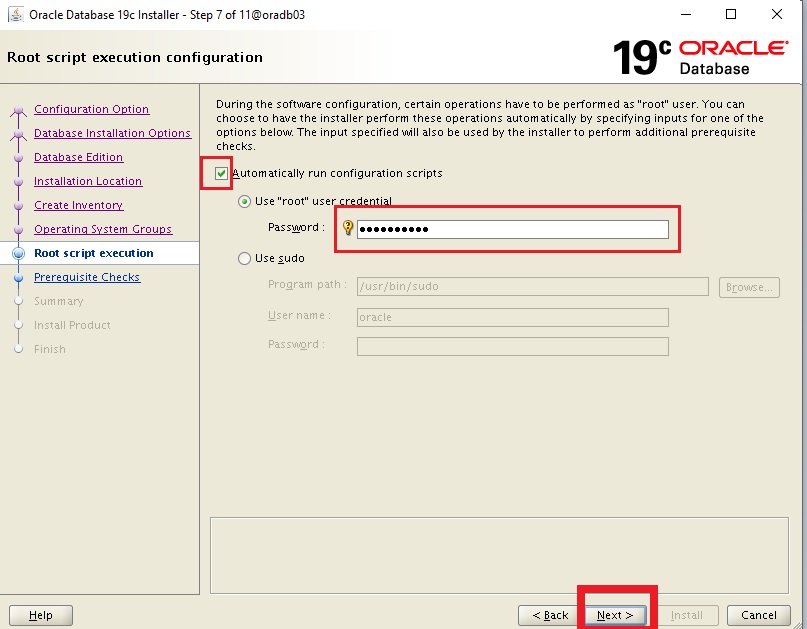 Oracle Database 19c Installer - Step 7 of 11@oradb03
Root script execution configuration
19c ORACLE®
Database
Configuration Option
Database Installation Options
Database Edition
Installation Location
Create Inventory
Operating System Groups
Root script execution
Prerequisite Checks
Summary
Install Product
Finish
During the software configuration, certain operations have to be performed as "root" user. You can
choose to have the installer perform these operations automatically by specifying inputs for one of the
options below. The input specified will also be used by the installer to perform additional prerequisite
checks.
Automatically run configuration scripts
Use "root" user credential
Password : ●●●●●●●●●●
Use sudo
Program path : /usr/bin/sudo Browse...
User name : oracle
Password :
Help < Back Next > Install Cancel